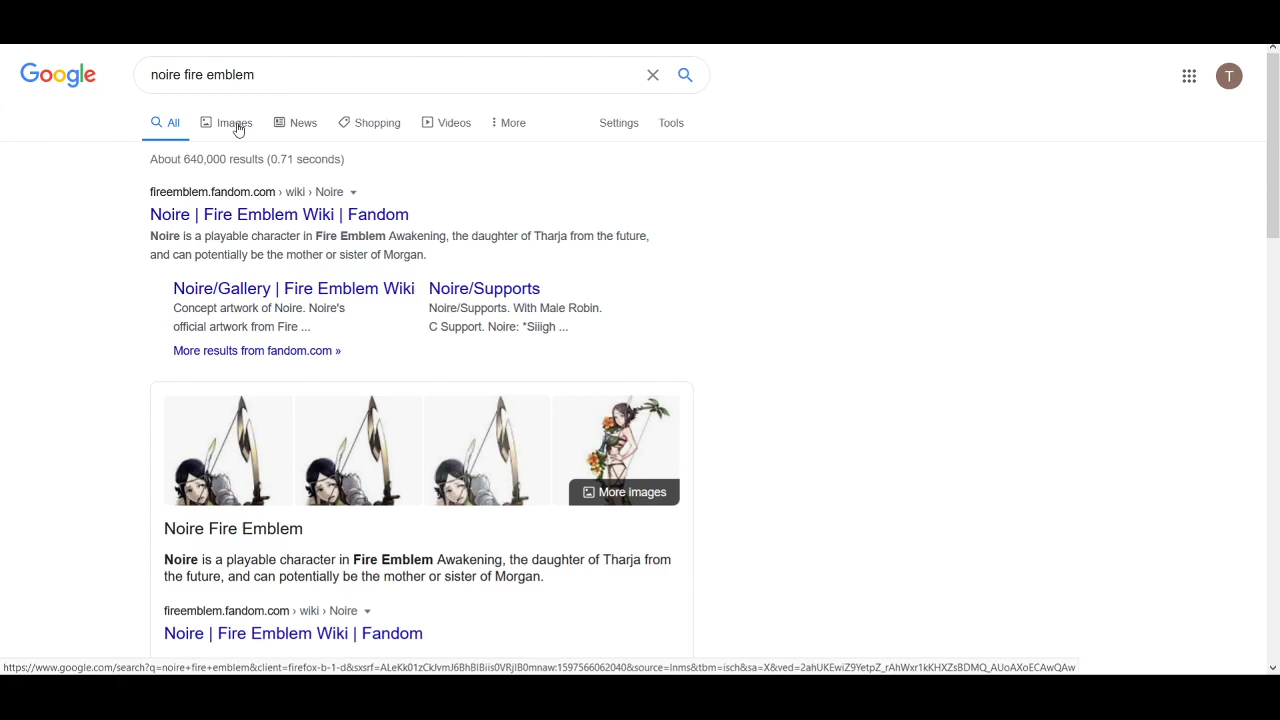 Google
noire fire emblem
T
All Images News Shopping Videos More Settings Tools
About 640,000 results (0.71 seconds)
fireemblem.fandom.com › wiki › Noire
Noire | Fire Emblem Wiki | Fandom
Noire is a playable character in Fire Emblem Awakening, the daughter of Tharja from the future,
and can potentially be the mother or sister of Morgan.
Noire/Gallery | Fire Emblem Wiki
Concept artwork of Noire. Noire's
official artwork from Fire ...
Noire/Supports
Noire/Supports. With Male Robin.
C Support. Noire: *Siiigh ...
More results from fandom.com »
More images
Noire Fire Emblem
Noire is a playable character in Fire Emblem Awakening, the daughter of Tharja from
the future, and can potentially be the mother or sister of Morgan.
fireemblem.fandom.com › wiki › Noire
Noire | Fire Emblem Wiki | Fandom